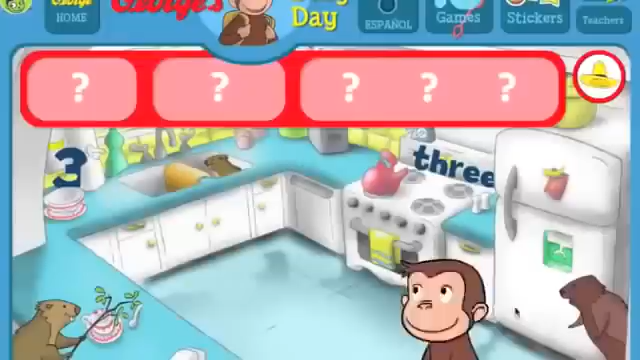 George's
Day
HOME
ESPAÑOL
Games
Stickers
Teachers
? ? ? ? ?
3
three